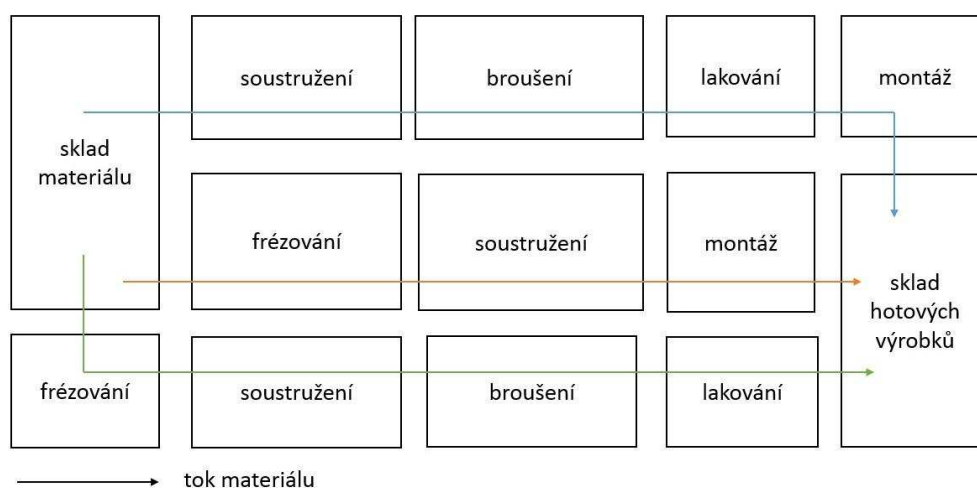 soustružení
broušení
lakování
montáž
sklad
materiálu
frézování
soustružení
montáž
sklad
hotových
výrobků
frézování
soustružení
broušení
lakování
tok materiálu